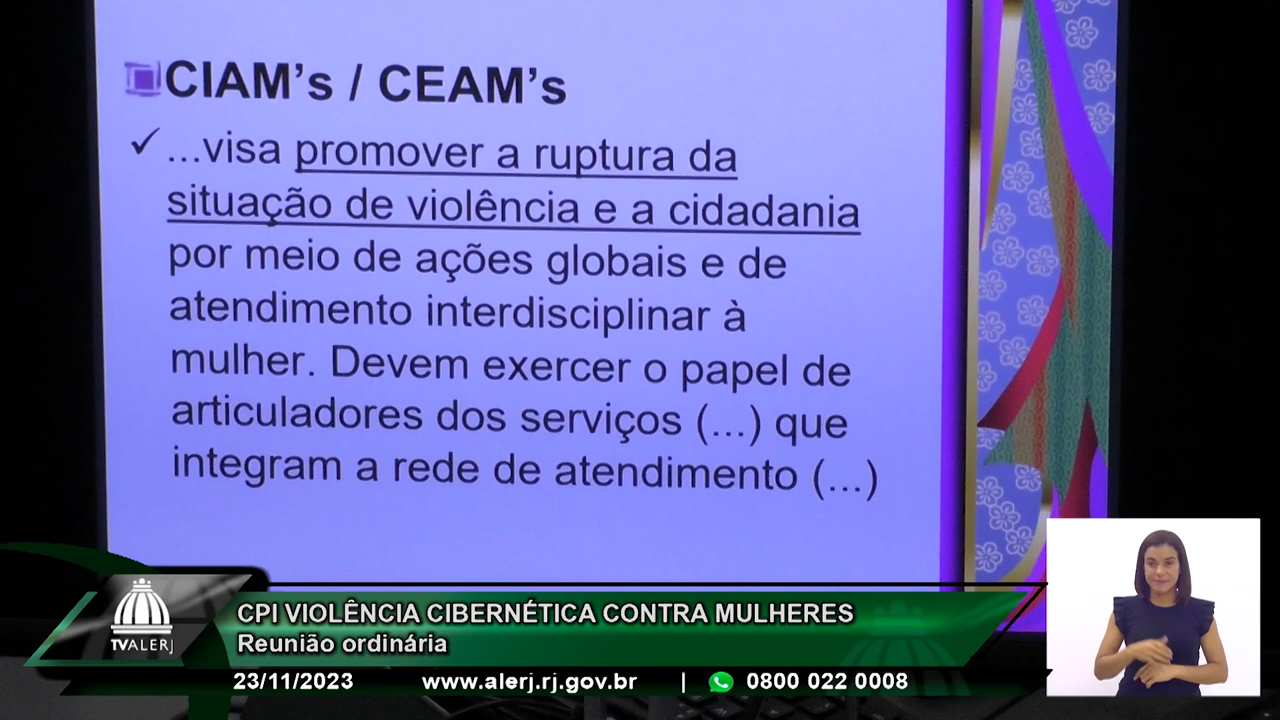 CIAM's / CEAM's
✓ ...visa promover a ruptura da
situação de violência e a cidadania
por meio de ações globais e de
atendimento interdisciplinar à
mulher. Devem exercer o papel de
articuladores dos serviços (...) que
integram a rede de atendimento (...)
TVALERJ
CPI VIOLÊNCIA CIBERNÉTICA CONTRA MULHERES
Reunião ordinária
23/11/2023 www.alerj.rj.gov.br | 0800 022 0008